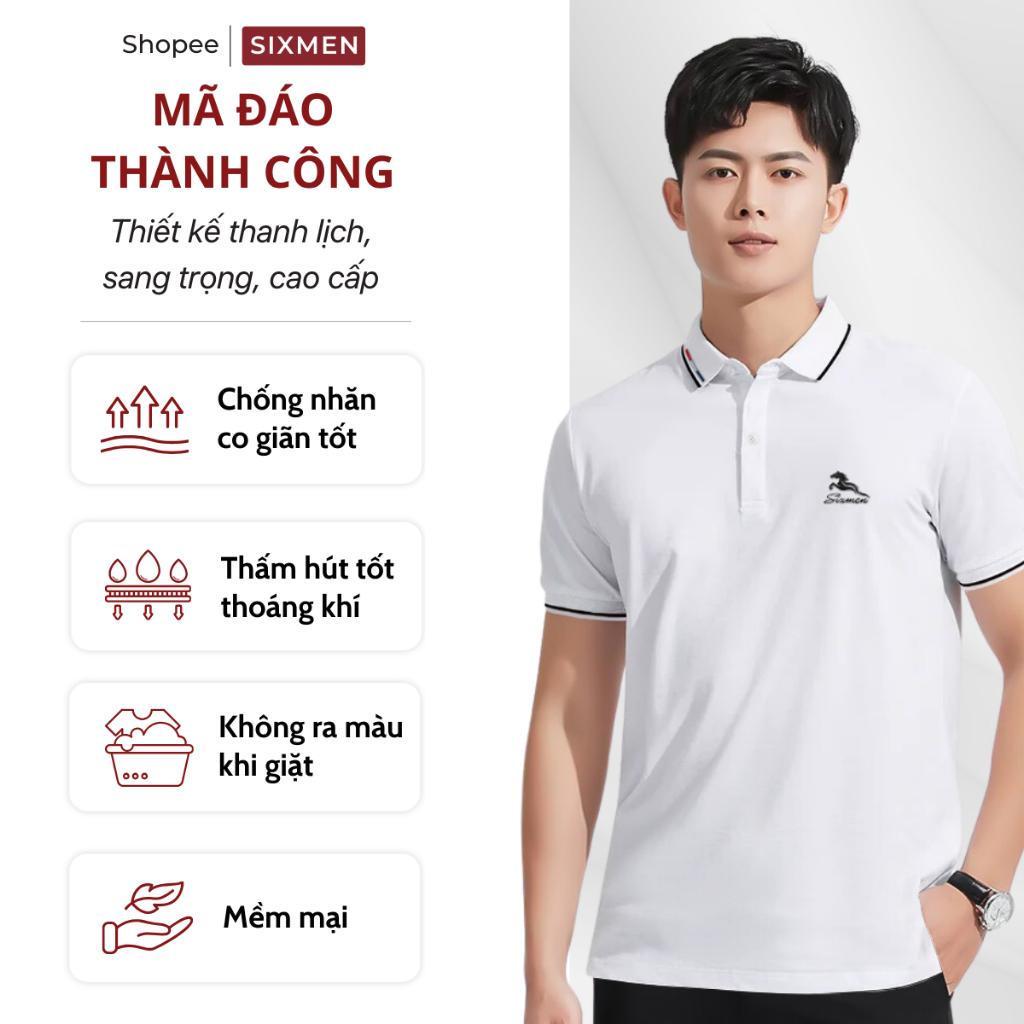 Shopee | SIXMEN
MÃ ĐÁO
THÀNH CÔNG
Thiết kế thanh lịch,
sang trọng, cao cấp
Chống nhăn
co giãn tốt
Thấm hút tốt
thoáng khí
Không ra màu
khi giặt
Mềm mại
Sixmen